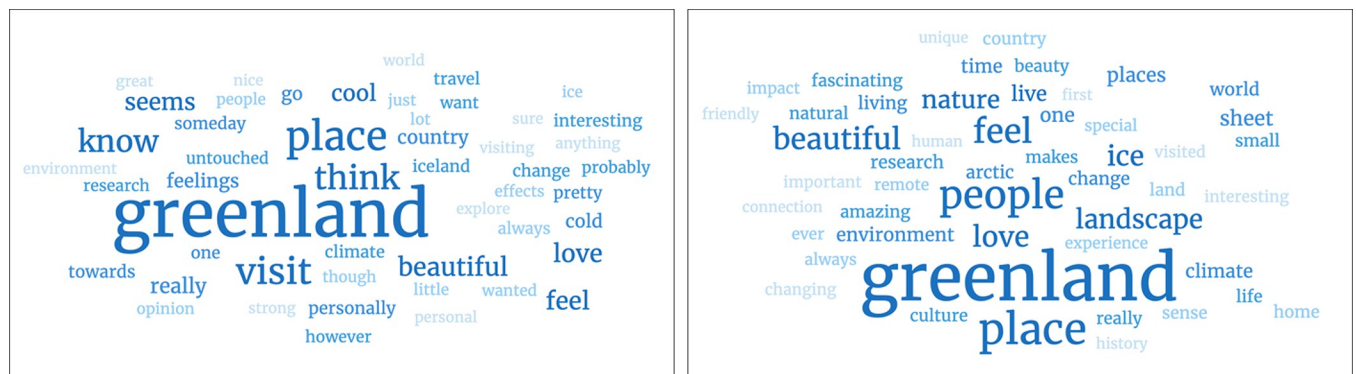 world
great
nice
travel
seems
people
go
cool
just
want
ice
someday
lot
sure
interesting
know
place
country
visiting
anything
environment
untouched
iceland
change
probably
research
feelings
think
effects
pretty
greenland
explore
always
cold
one
climate
love
towards
visit
though
beautiful
really
little
wanted
feel
opinion
strong
personally
personal
however
unique
country
time
beauty
places
impact
fascinating
world
friendly
natural
living
nature
live
first
one
sheet
beautiful
human
feel
special
small
research
arctic
makes
ice
visited
important
remote
people
change
land
interesting
connection
amazing
landscape
ever
environment
love
experience
always
greenland
climate
changing
life
culture
place
really
sense
home
history